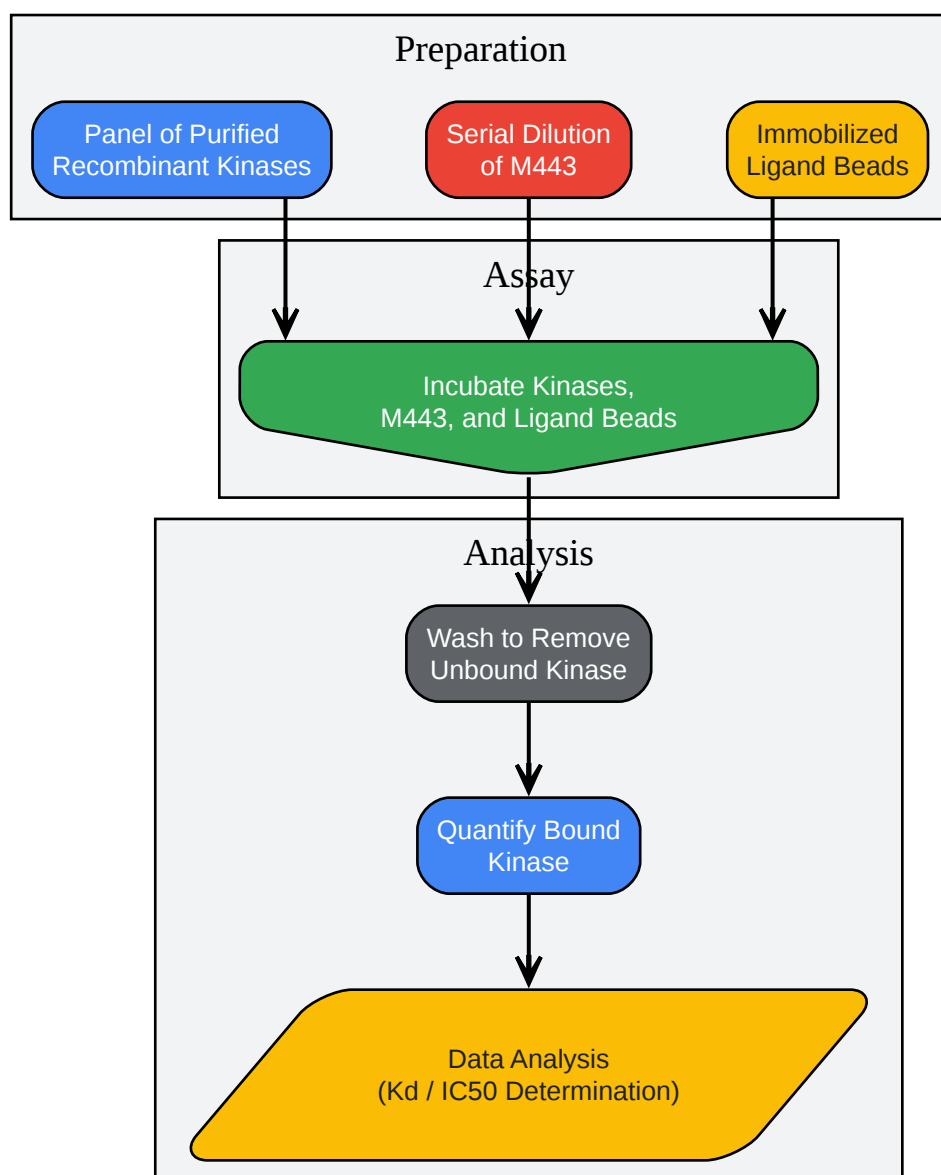 Preparation
Panel of Purified
Recombinant Kinases
Serial Dilution
of M443
Immobilized
Ligand Beads
Assay
Incubate Kinases,
M443, and Ligand Beads
Analysis
Wash to Remove
Unbound Kinase
Quantify Bound
Kinase
Data Analysis
(Kd / IC50 Determination)